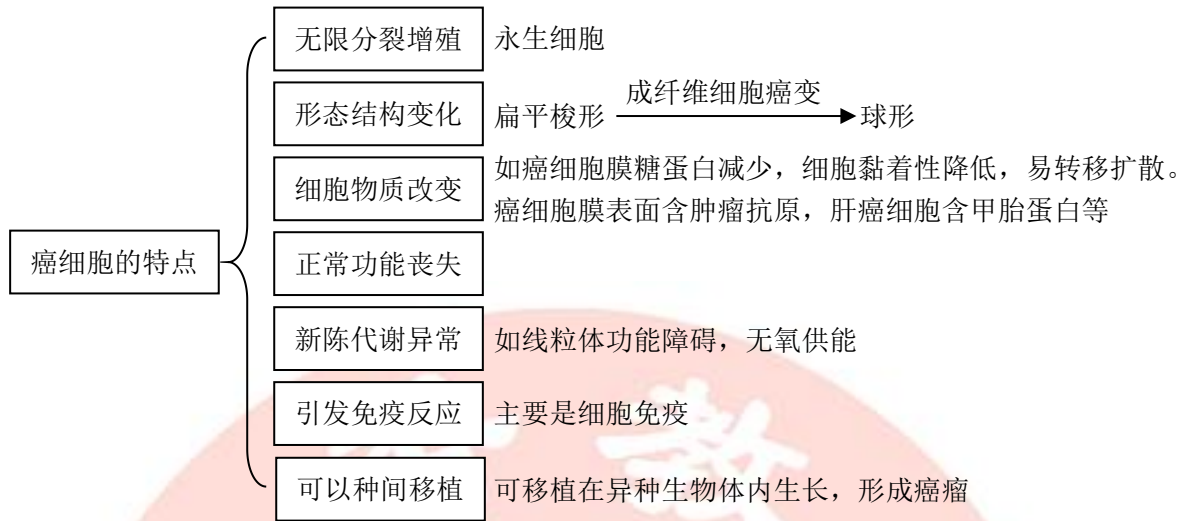 无限分裂增殖 永生细胞
形态结构变化 扁平梭形 成纤维细胞癌变 球形
细胞物质改变 如癌细胞膜糖蛋白减少，细胞黏着性降低，易转移扩散。
癌细胞膜表面含肿瘤抗原，肝癌细胞含甲胎蛋白等
癌细胞的特点 正常功能丧失
新陈代谢异常 如线粒体功能障碍，无氧供能
引发免疫反应 主要是细胞免疫
可以种间移植 可移植在异种生物体内生长，形成癌瘤
教